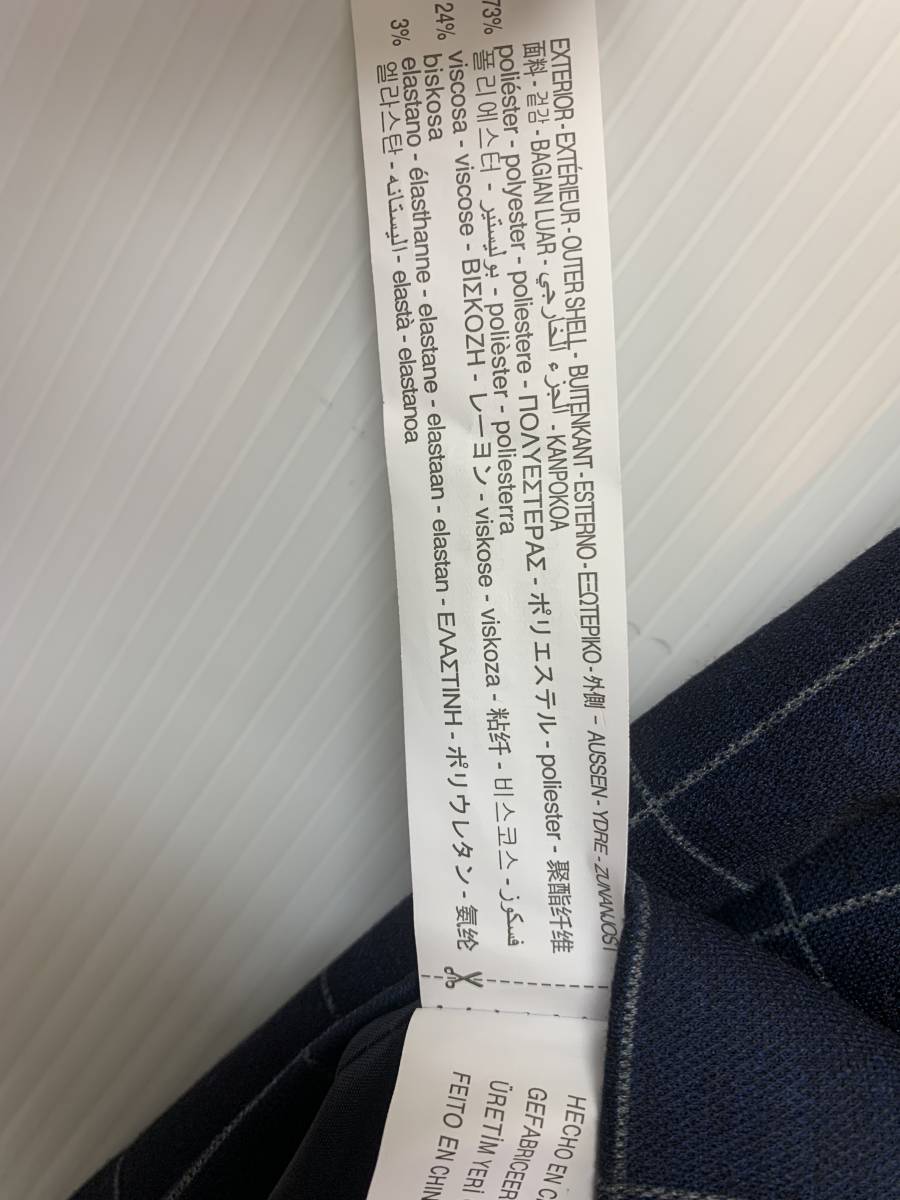 EXTERIOR - EXTÉRIEUR - OUTER SHELL - BUITENKANT - ESTERNO - ΕΞΩΤΕΡΙΚΟ - 外側 - AUSSEN - YDRE - ZUNANJOST
面料 - 겉감 - BAGIAN LUAR - الجزء الخارجي - KANPOKOA
73% poliéster - polyester - poliestere - ΠΟΛΥΕΣΤΕΡΑΣ - ポリエステル - poliester - 聚酯纤维
폴리에스터 - بوليستير - polièster - poliesterra
24% viscosa - viscose - ΒΙΣΚΟΖΗ - レーヨン - viskose - viskoza - 粘纤 - 비스코스 - فسكوز
biskosa
3% elastano - élasthanne - elastane - elastaan - elastan - ΕΛΑΣΤΙΝΗ - ポリウレタン - 氨纶
엘라스탄 - اليستانه - elastà - elastanoa
HECHO EN C
GEFABRICEER
ÜRETİM YERİ
FEITO EN CHIN